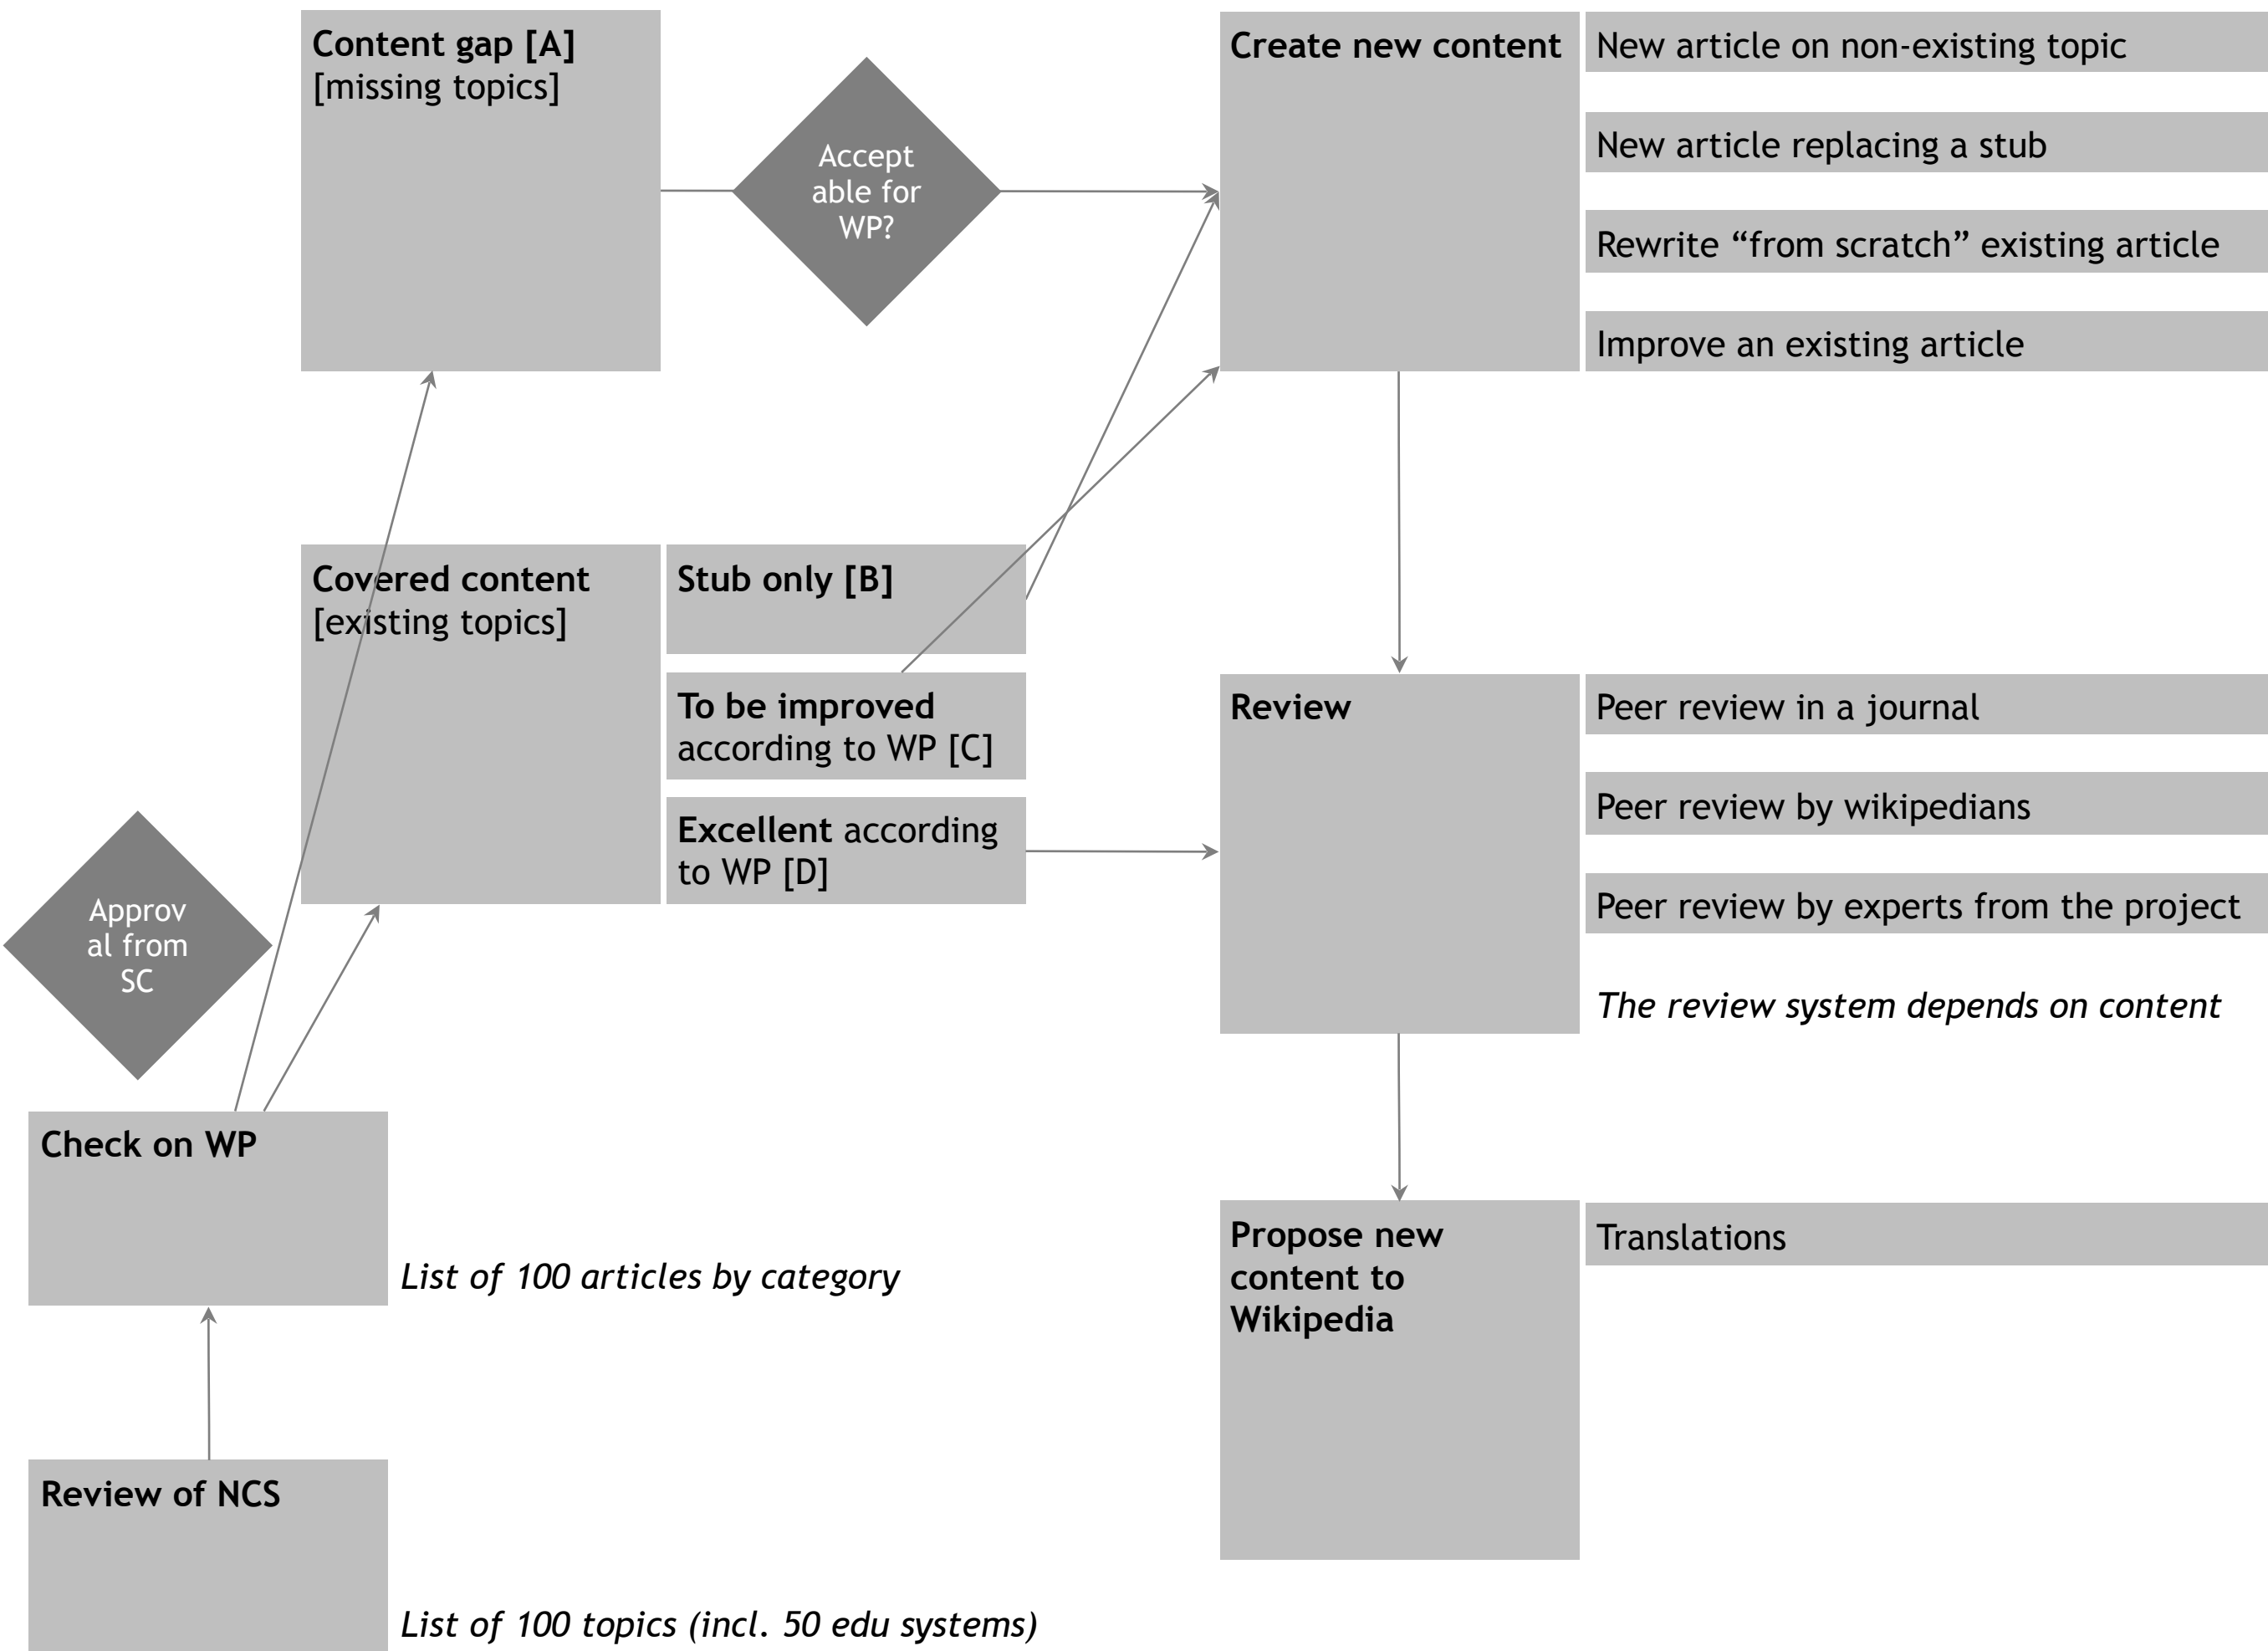 Content gap [A]
[missing topics]
Accept
able for
WP?
Create new content
New article on non-existing topic
New article replacing a stub
Rewrite “from scratch” existing article
Improve an existing article
Covered content
[existing topics]
Stub only [B]
To be improved
according to WP [C]
Excellent according
to WP [D]
Review
Peer review in a journal
Peer review by wikipedians
Peer review by experts from the project
The review system depends on content
Approv
al from
SC
Check on WP
List of 100 articles by category
Propose new
content to
Wikipedia
Translations
Review of NCS
List of 100 topics (incl. 50 edu systems)